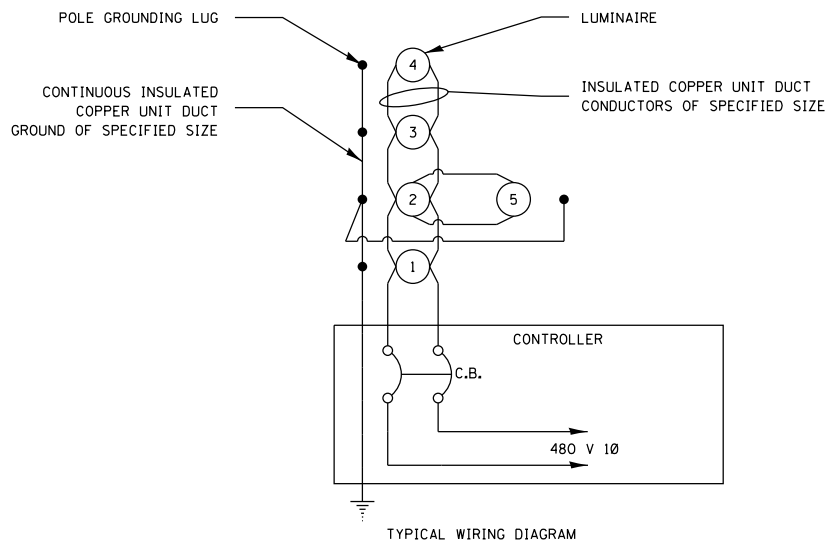 POLE GROUNDING LUG
LUMINAIRE
CONTINUOUS INSULATED
COPPER UNIT DUCT
GROUND OF SPECIFIED SIZE
INSULATED COPPER UNIT DUCT
CONDUCTORS OF SPECIFIED SIZE
4
3
2
5
1
CONTROLLER
C.B.
480 V 1Ø
TYPICAL WIRING DIAGRAM